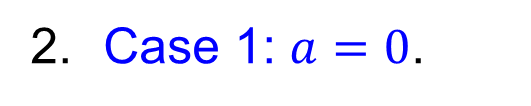 2. Case 1: a = 0.